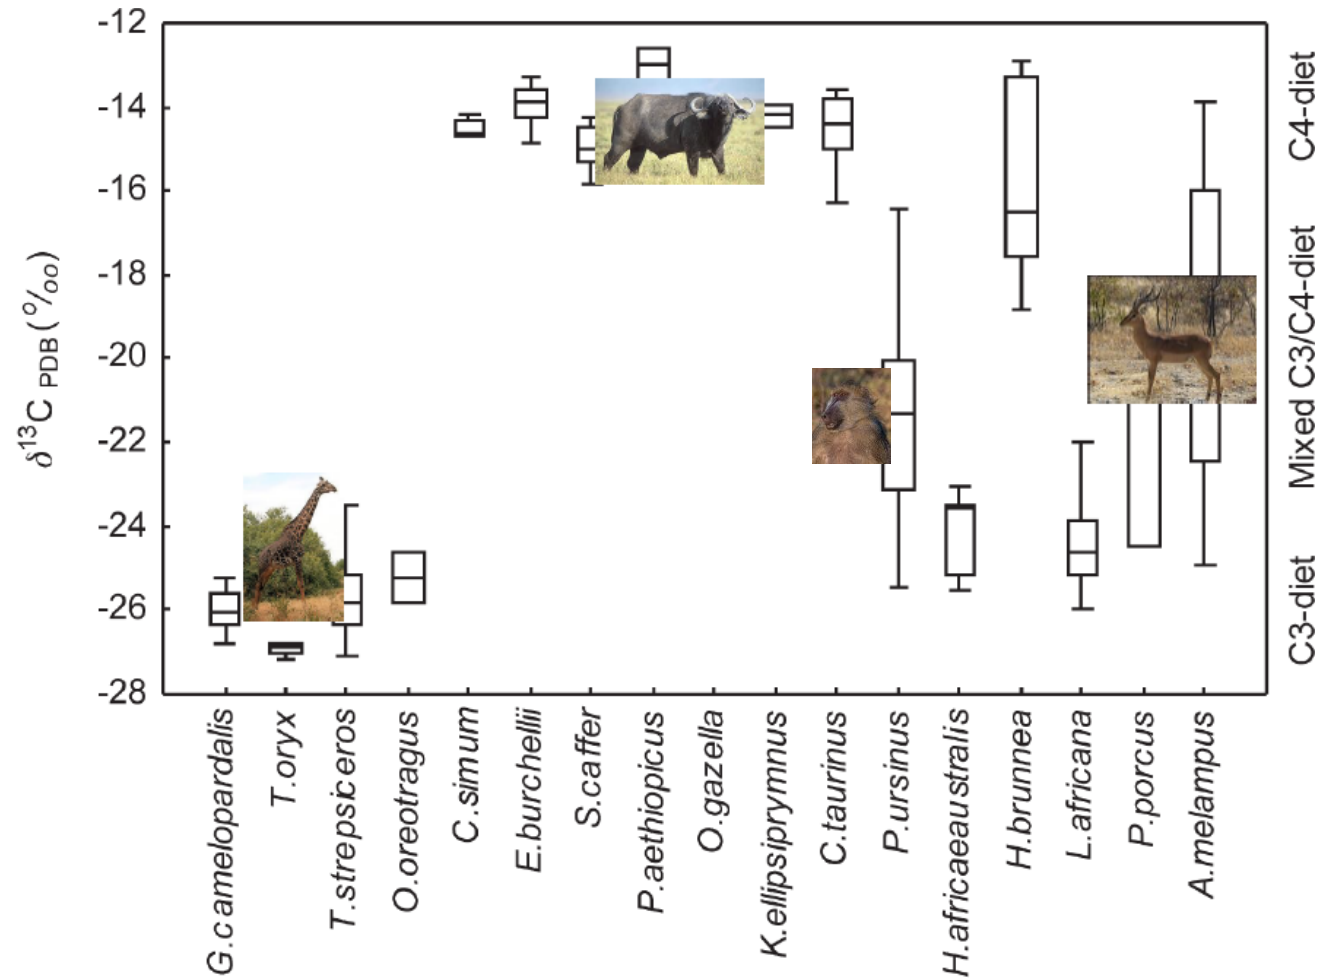 -12
-14
-16
-18
-20
-22
-24
-26
-28
δ¹³C PDB (‰)
C4-diet
Mixed C3/C4-diet
C3-diet
G.camelopardalis
T.oryx
T.strepsiceros
O.oreotragus
C.simum
E.burchellii
S.caffer
P.aethiopicus
O.gazella
K.ellipsiprymnus
C.taurinus
P.ursinus
H.africaeaustralis
H.brunnea
L.africana
P.porcus
A.melampus